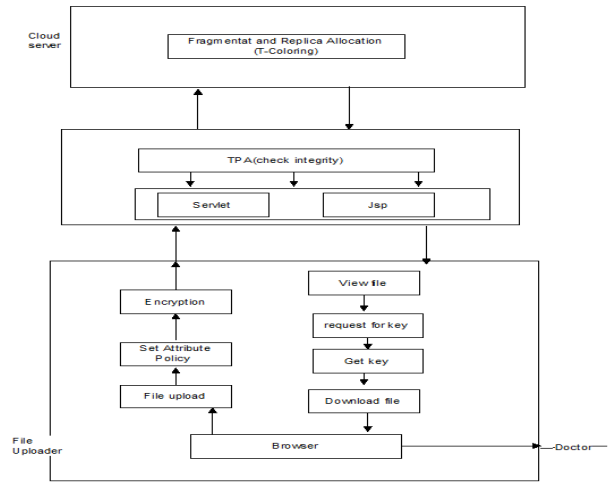 Cloud
server
Fragmentat and Replica Allocation
(T-Coloring)
TPA(check integrity)
Servlet
Jsp
View file
Encryption
request for key
Set Attribute
Policy
Get key
File upload
Download file
File
Uploader
Browser
Doctor